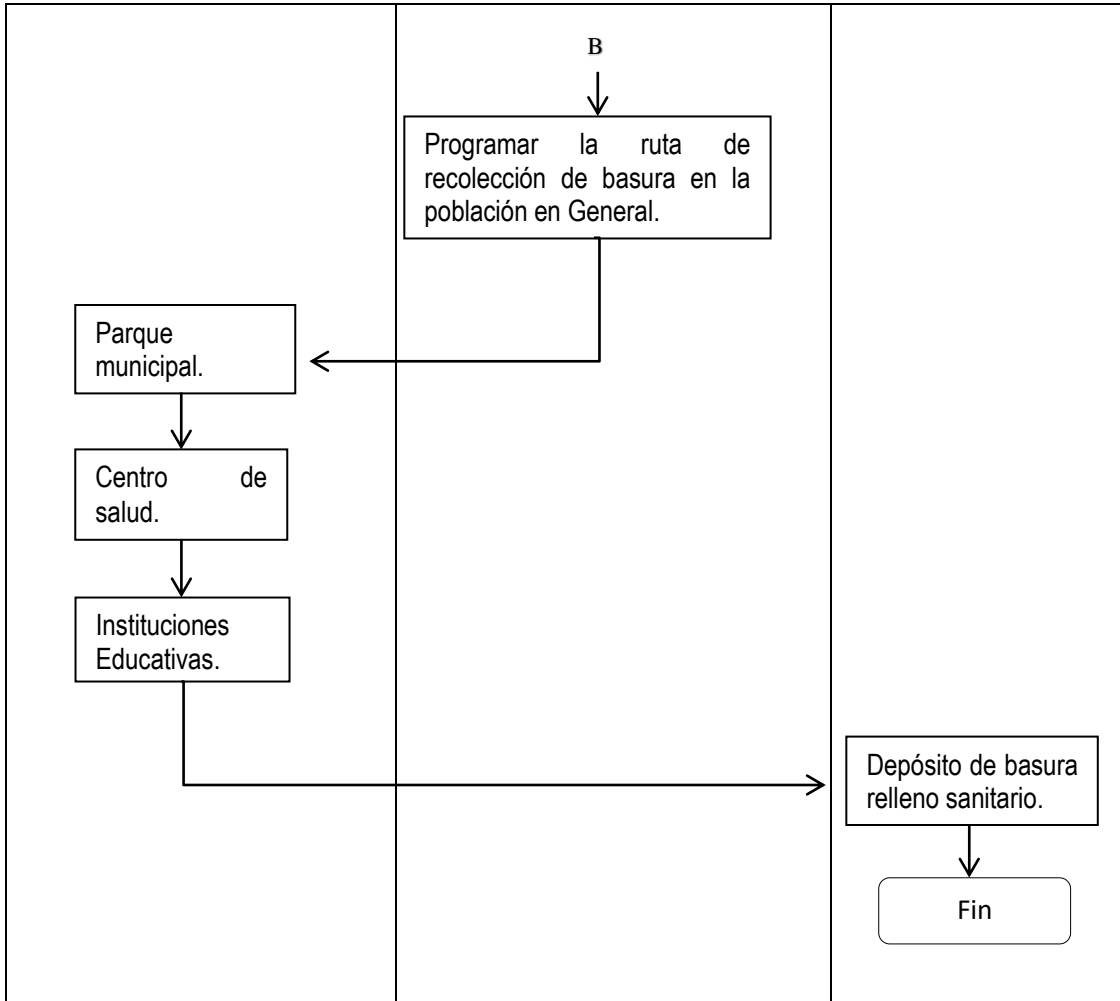 B
Programar la ruta de
recolección de basura en la
población en General.
Parque
municipal.
Centro de
salud.
Instituciones
Educativas.
Depósito de basura
relleno sanitario.
Fin